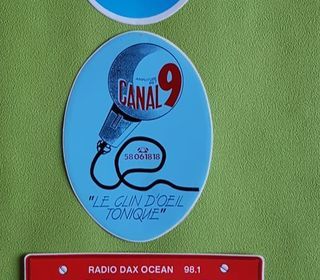 CANAL 9
☎
58061818
"LE CLIN D'OEIL
TONIQUE"
RADIO DAX OCEAN 98.1